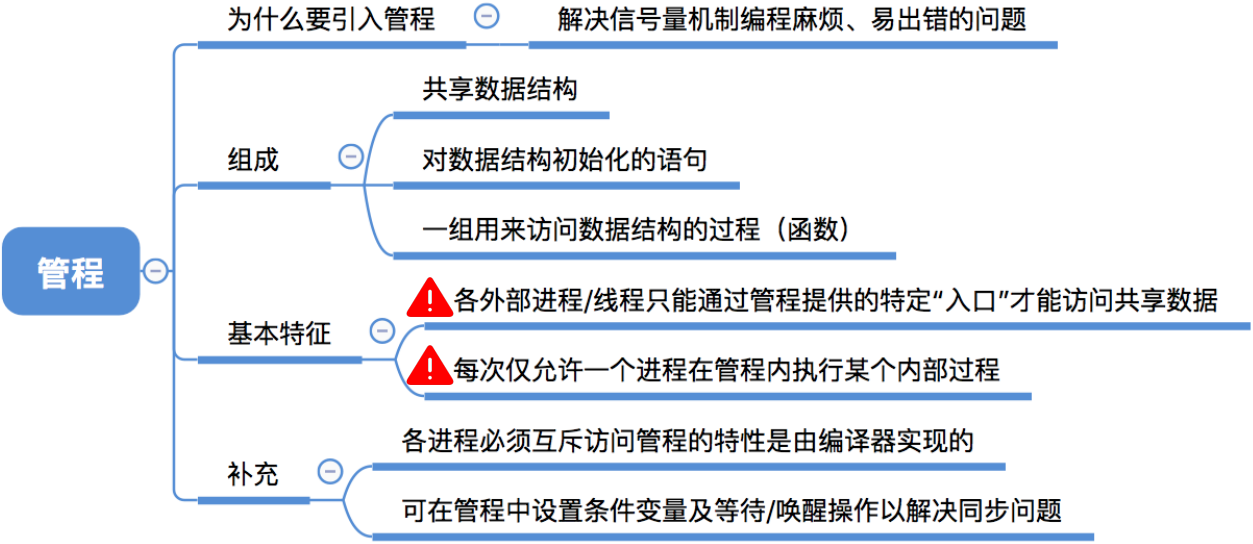 管程
为什么要引入管程
解决信号量机制编程麻烦、易出错的问题
组成
共享数据结构
对数据结构初始化的语句
一组用来访问数据结构的过程（函数）
基本特征
各外部进程/线程只能通过管程提供的特定“入口”才能访问共享数据
每次仅允许一个进程在管程内执行某个内部过程
补充
各进程必须互斥访问管程的特性是由编译器实现的
可在管程中设置条件变量及等待/唤醒操作以解决同步问题